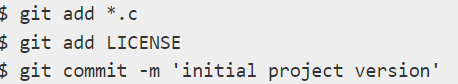 $ git add *.c
$ git add LICENSE
$ git commit -m 'initial project version'